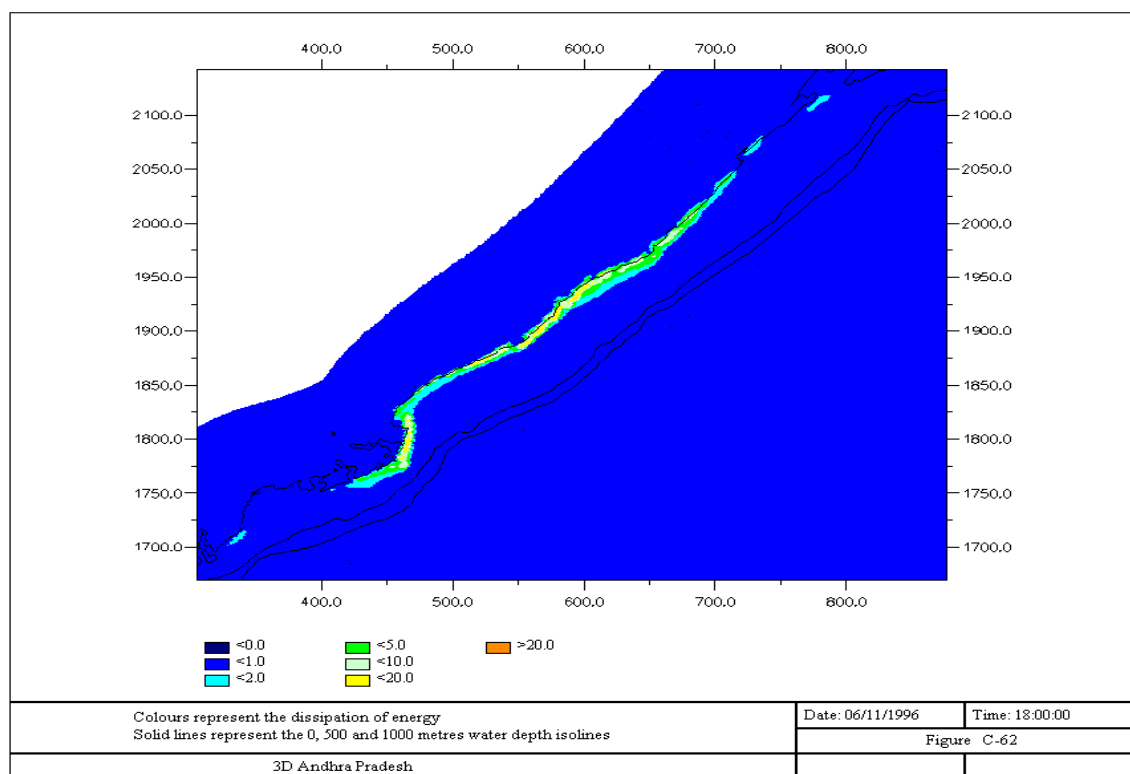 400.0 500.0 600.0 700.0 800.0
2100.0 2100.0
2050.0 2050.0
2000.0 2000.0
1950.0 1950.0
1900.0 1900.0
1850.0 1850.0
1800.0 1800.0
1750.0 1750.0
1700.0 1700.0
400.0 500.0 600.0 700.0 800.0
<0.0 <5.0 >20.0
<1.0 <10.0
<2.0 <20.0
Colours represent the dissipation of energy
Solid lines represent the 0, 500 and 1000 metres water depth isolines
Date: 06/11/1996 Time: 18:00:00
Figure C-62
3D Andhra Pradesh